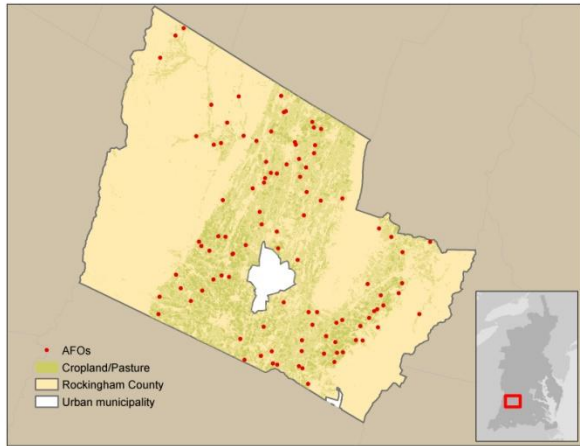 AFOs
Cropland/Pasture
Rockingham County
Urban municipality